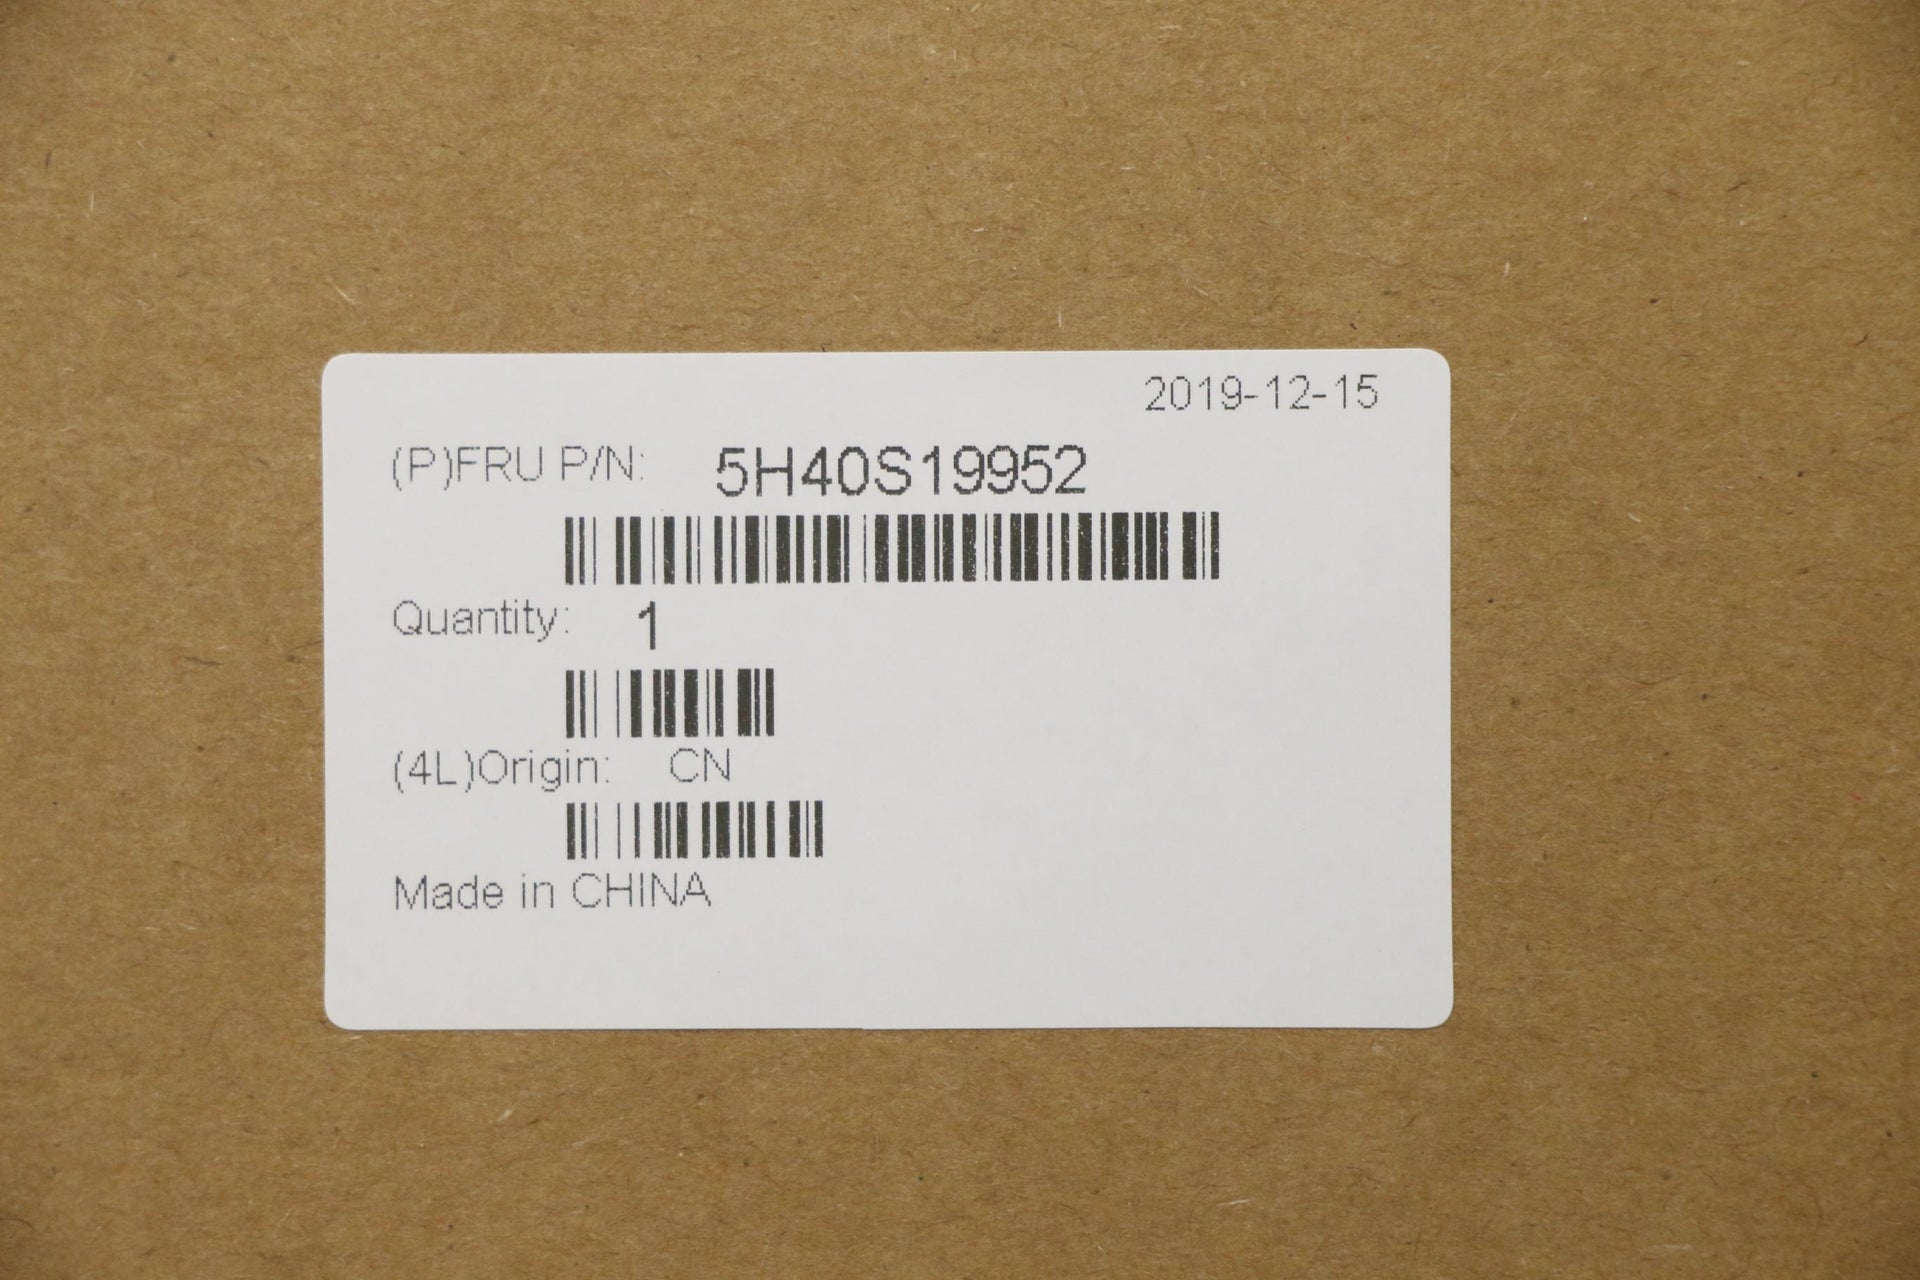 2019-12-15
(P)FRU P/N: 5H40S19952
Quantity: 1
(4L)Origin: CN
Made in CHINA